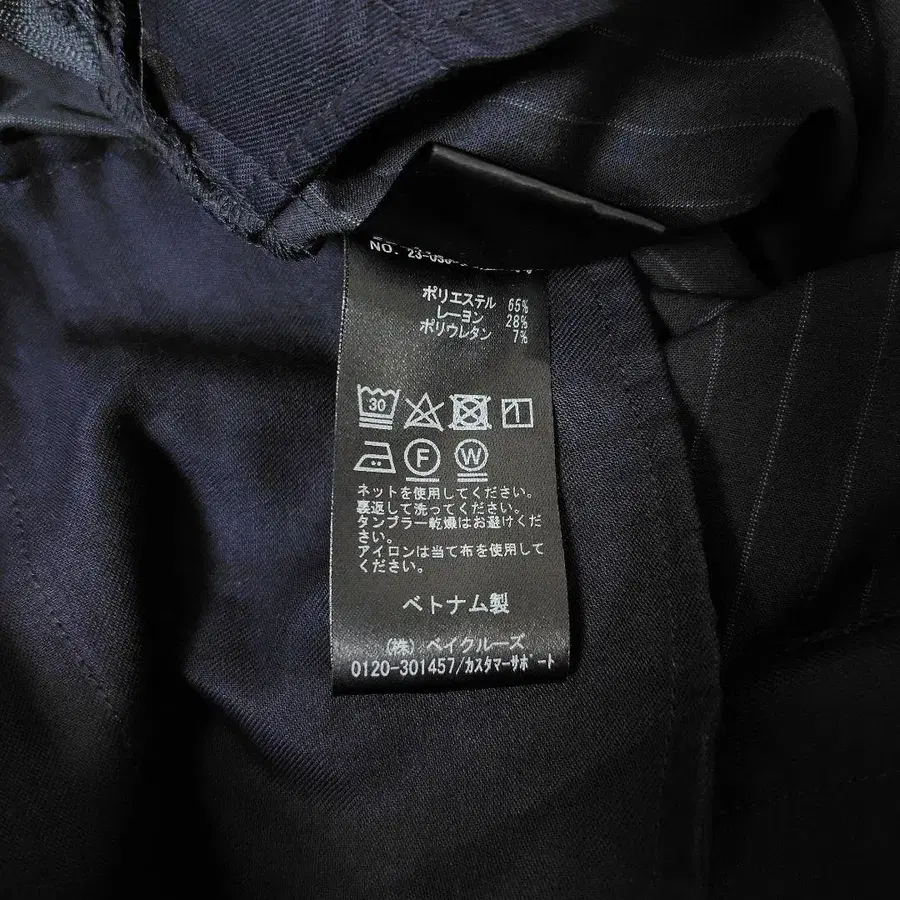 NO. 23-030-
ポリエステル 65%
レーヨン 28%
ポリウレタン 7%
30
1
F W
ネットを使用してください。
裏返して洗ってください。
タンブラー乾燥はお避けくだ
さい。
アイロンは当て布を使用して
ください。
ベトナム製
(株) ベイクルーズ
0120-301457/カスタマーサポート